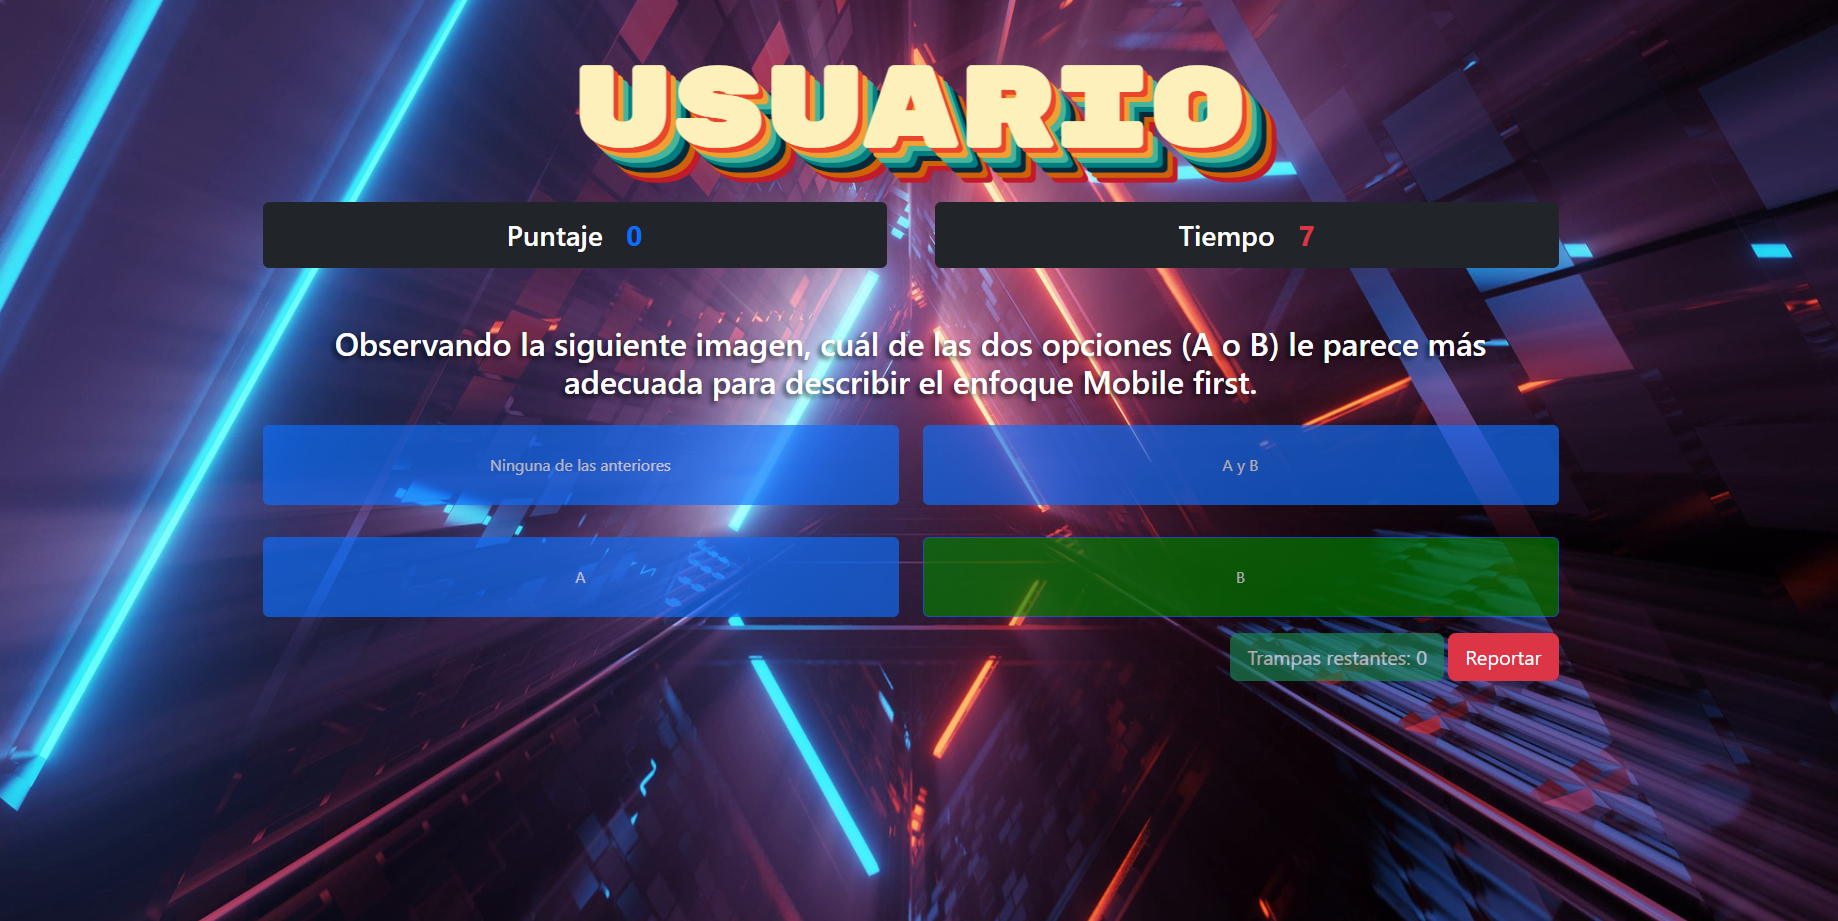 USUARIO
Puntaje 0
Tiempo 7
Observando la siguiente imagen, cuál de las dos opciones (A o B) le parece más
adecuada para describir el enfoque Mobile first.
Ninguna de las anteriores
A y B
A
B
Trampas restantes: 0
Reportar